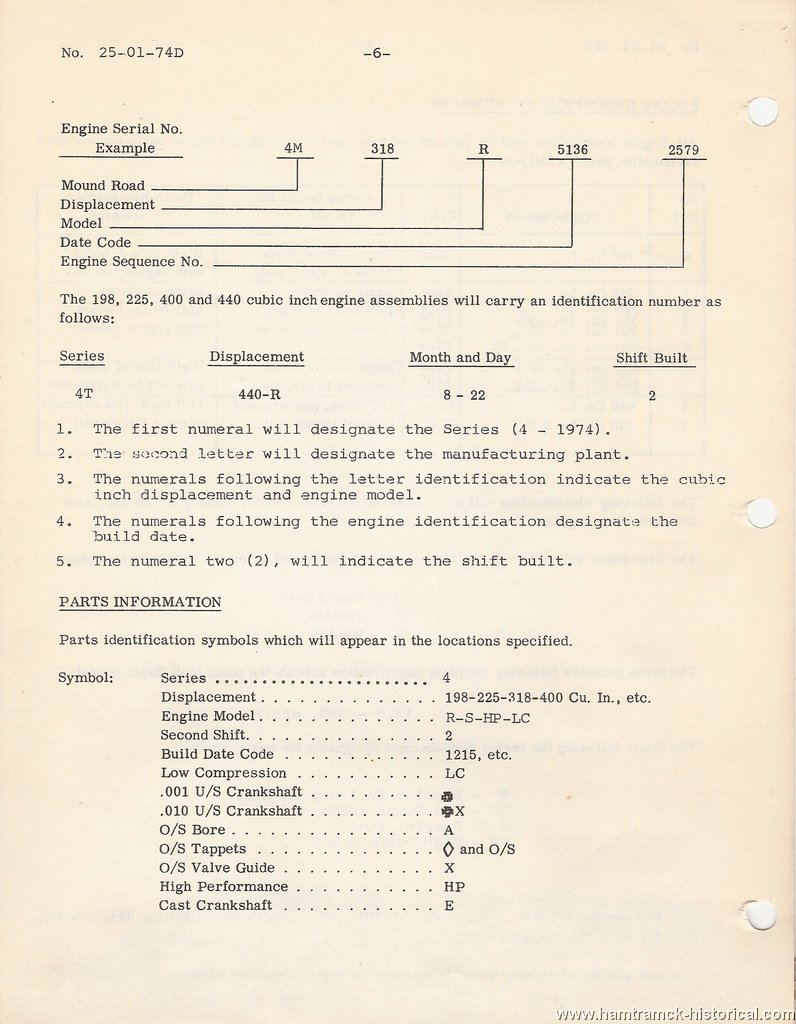 No. 25-01-74D -6-
Engine Serial No.
Example 4M 318 R 5136 2579
Mound Road
Displacement
Model
Date Code
Engine Sequence No.
The 198, 225, 400 and 440 cubic inch engine assemblies will carry an identification number as
follows:
Series Displacement Month and Day Shift Built
4T 440-R 8 - 22 2
1. The first numeral will designate the Series (4 - 1974).
2. The second letter will designate the manufacturing plant.
3. The numerals following the letter identification indicate the cubic
inch displacement and engine model.
4. The numerals following the engine identification designate the
build date.
5. The numeral two (2), will indicate the shift built.
PARTS INFORMATION
Parts identification symbols which will appear in the locations specified.
Symbol: Series . . . . . . . . . . . . . . . . . . . . . . 4
Displacement . . . . . . . . . . . . . . 198-225-318-400 Cu. In., etc.
Engine Model . . . . . . . . . . . . . . R-S-HP-LC
Second Shift. . . . . . . . . . . . . . . 2
Build Date Code . . . . . . . . . . . . 1215, etc.
Low Compression . . . . . . . . . . . LC
.001 U/S Crankshaft . . . . . . . . . . ✠
.010 U/S Crankshaft . . . . . . . . . . ✠X
O/S Bore . . . . . . . . . . . . . . . . A
O/S Tappets . . . . . . . . . . . . . . ◊ and O/S
O/S Valve Guide . . . . . . . . . . . . X
High Performance . . . . . . . . . . . HP
Cast Crankshaft . . . . . . . . . . . . E
www.hamtramck-historical.com